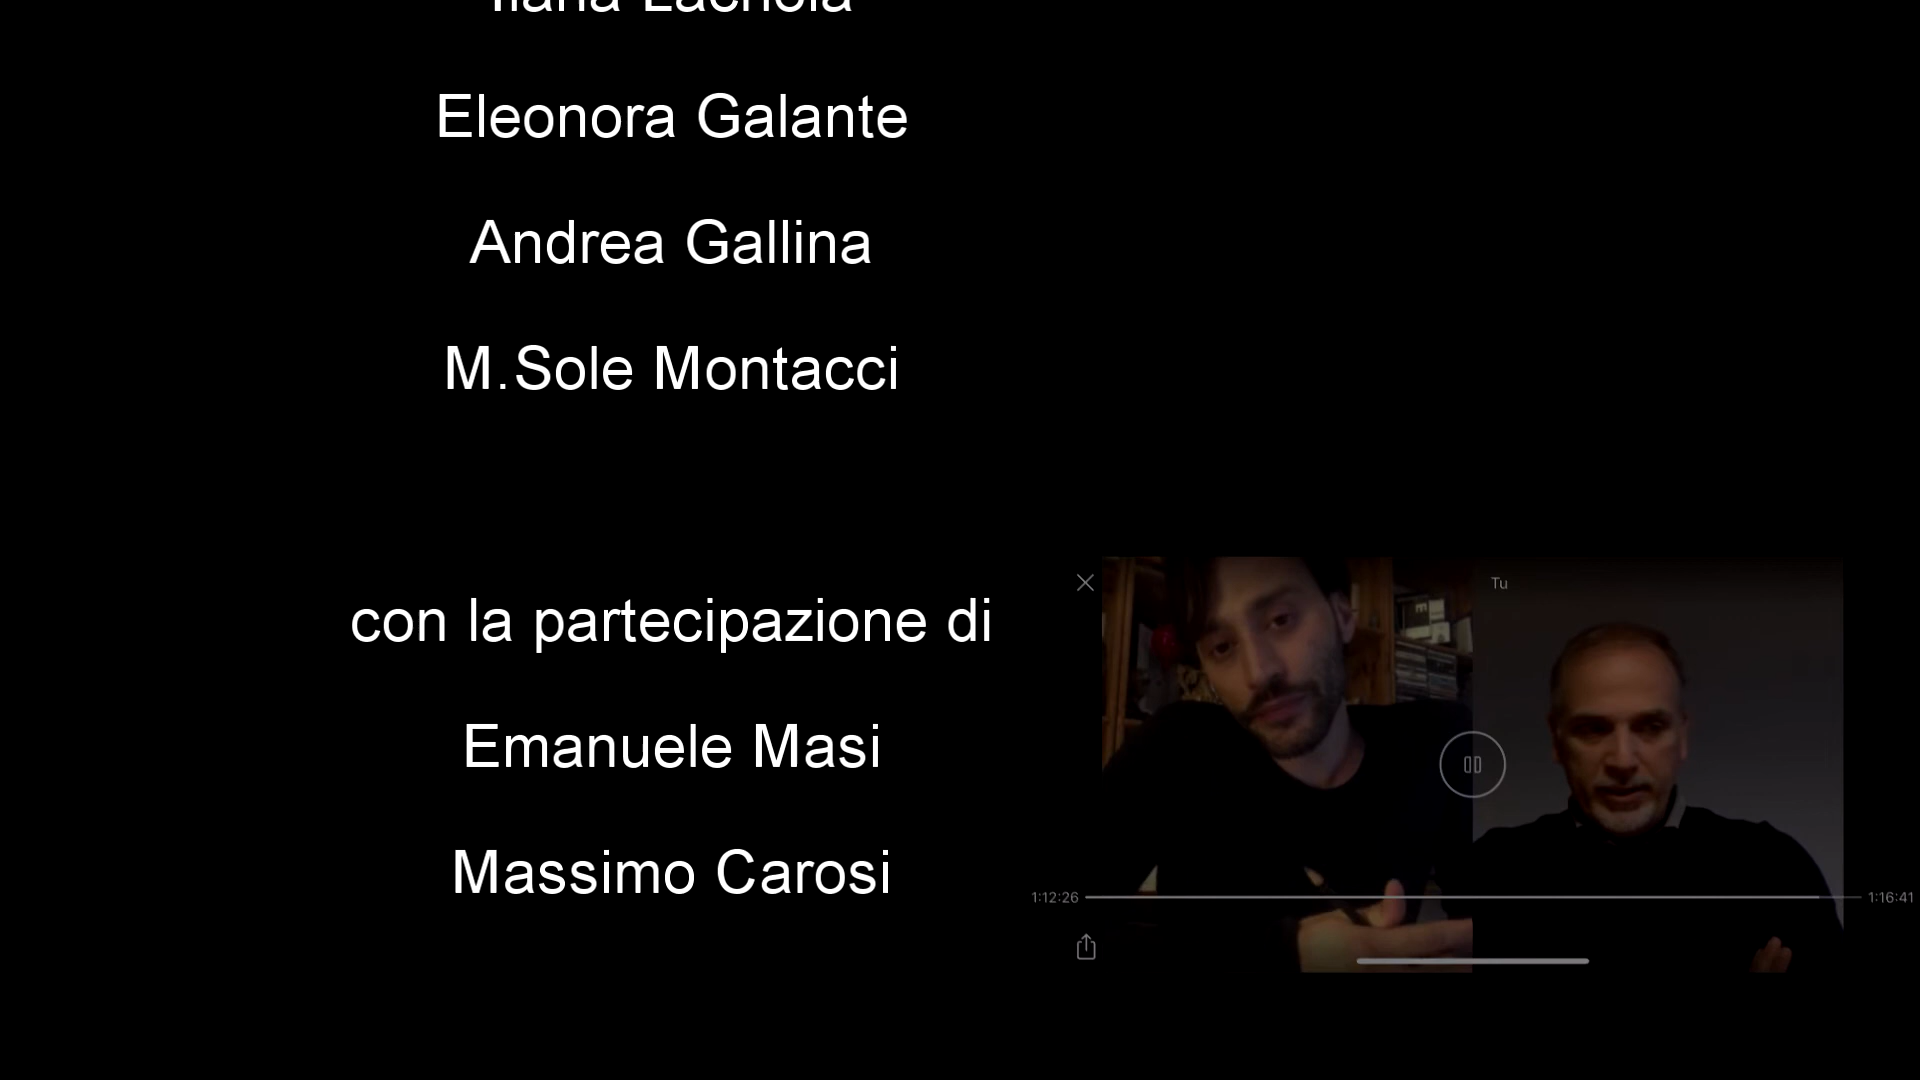 Eleonora Galante
Andrea Gallina
M.Sole Montacci
con la partecipazione di
Emanuele Masi
Massimo Carosi
Tu
1:12:26
1:16:41